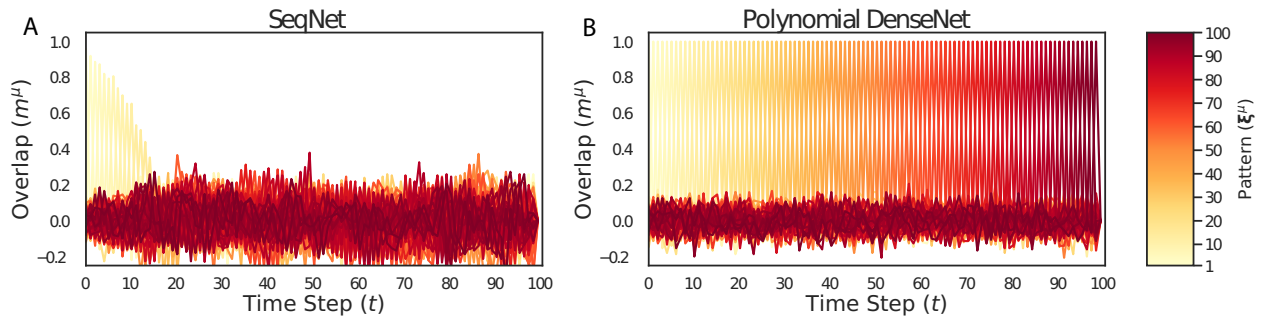 A
SeqNet
1.0
0.8
0.6
0.4
0.2
0.0
−0.2
Overlap (m^μ)
0 10 20 30 40 50 60 70 80 90 100
Time Step (t)
B
Polynomial DenseNet
1.0
0.8
0.6
0.4
0.2
0.0
−0.2
Overlap (m^μ)
0 10 20 30 40 50 60 70 80 90 100
Time Step (t)
100
90
80
70
60
50
40
30
20
10
1
Pattern (ξ^μ)